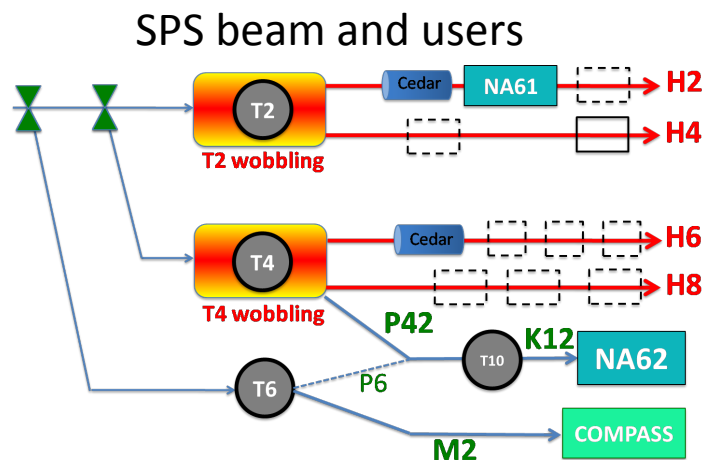 SPS beam and users
Cedar
NA61
H2
T2
H4
T2 wobbling
Cedar
H6
T4
H8
T4 wobbling
P42
K12
T10
NA62
P6
T6
M2
COMPASS